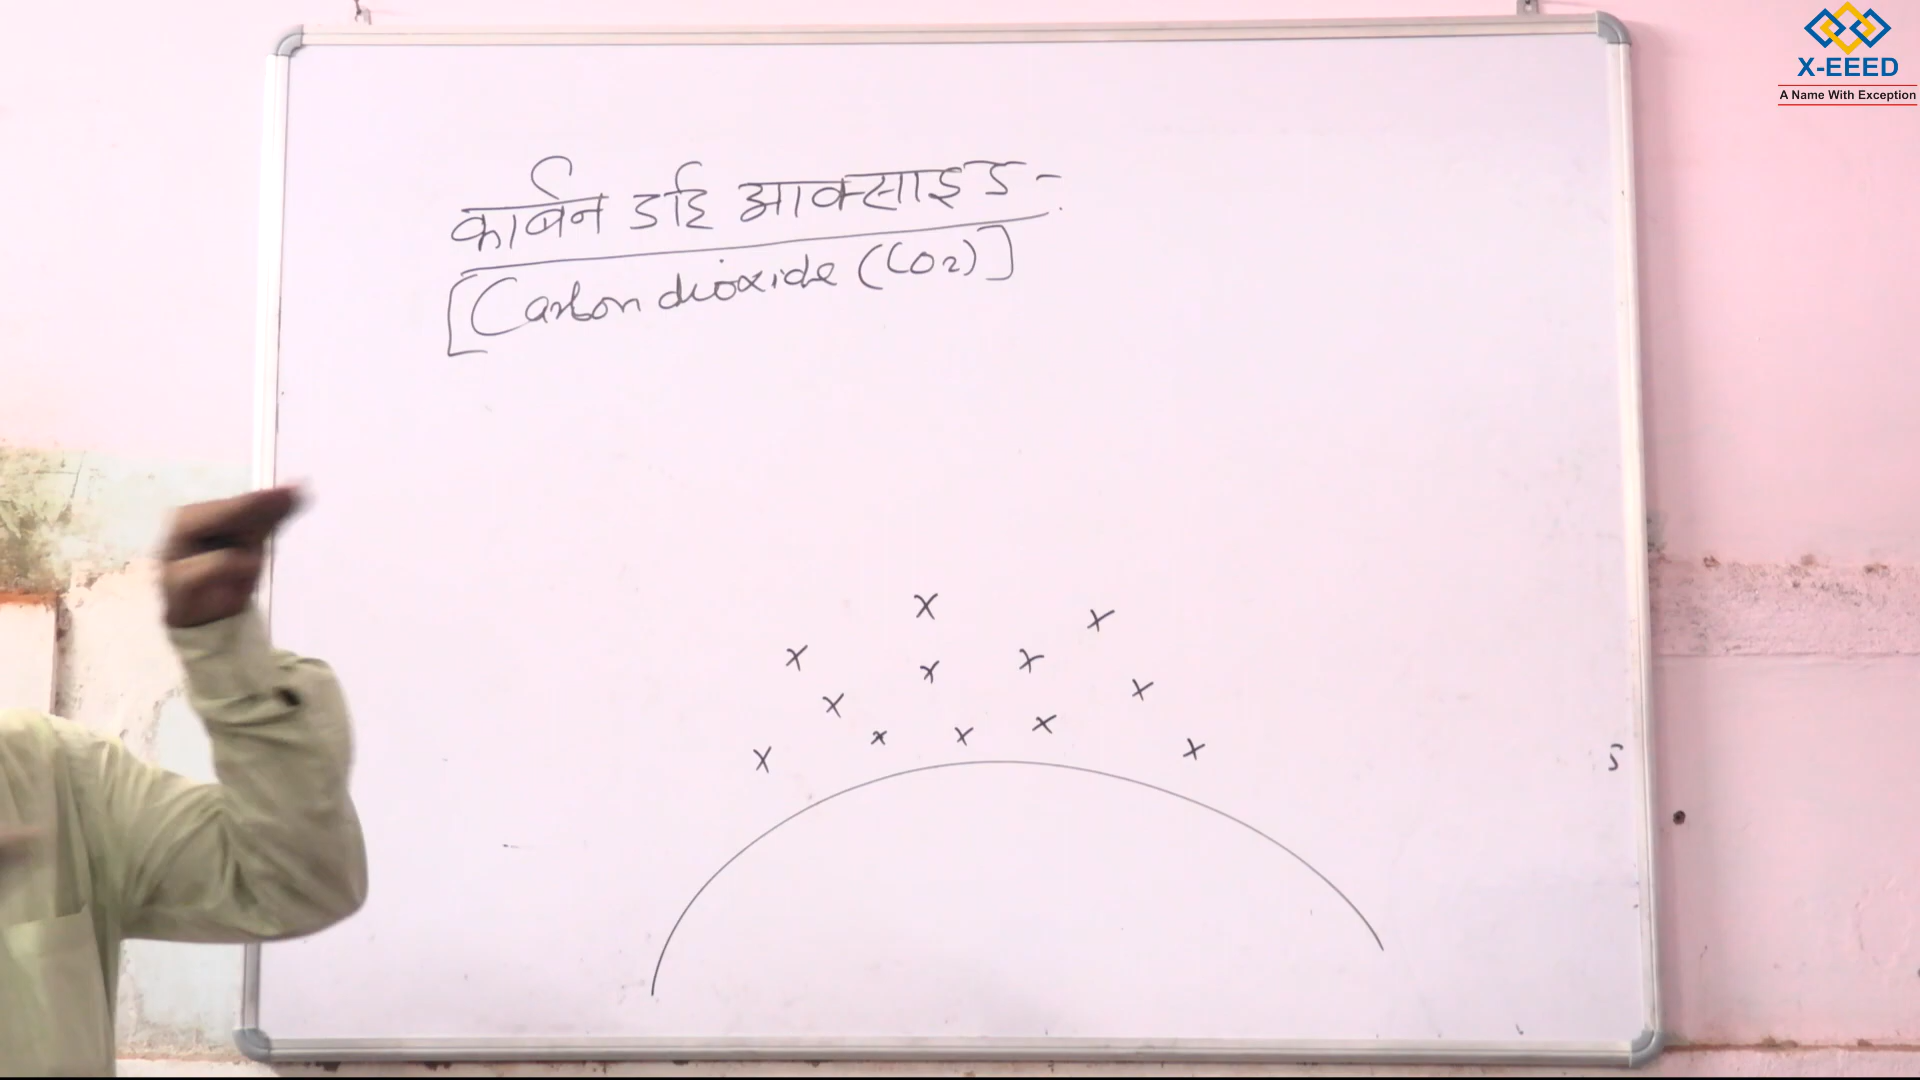 X-EEED
A Name With Exception
कार्बन डाई आक्साइड -
[Carbon dioxide (CO2)]
x x
x x x
x x
x x x
x x